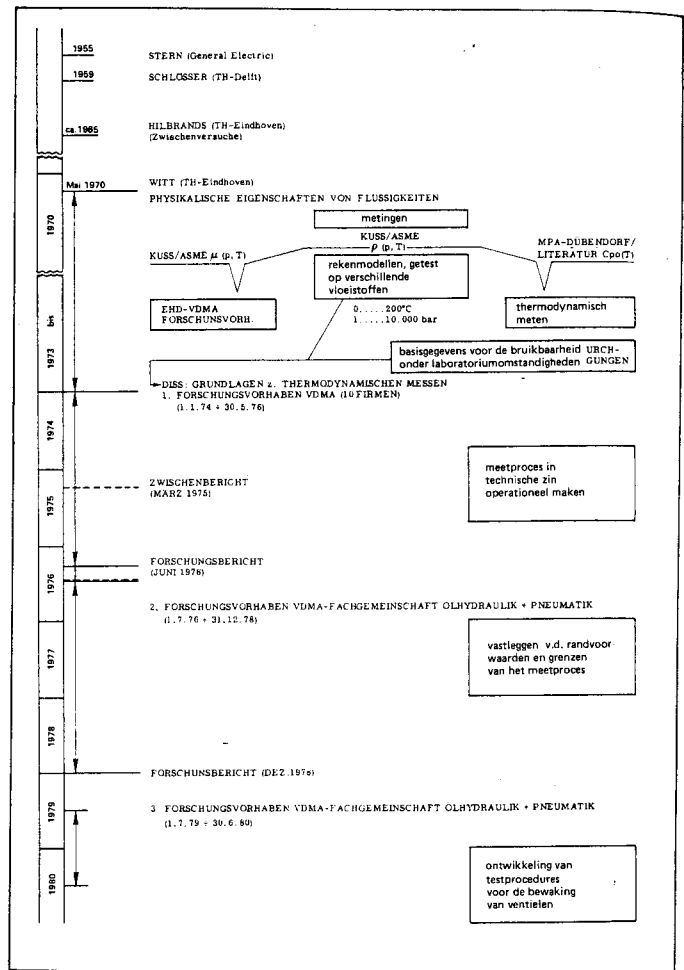 1955
STERN (General Electric)
1959
SCHLÖSSER (TH-Delft)
ca. 1965
HILBRANDS (TH-Eindhoven)
(Zwischenversuche)
Mai 1970
WITT (TH-Eindhoven)
PHYSIKALISCHE EIGENSCHAFTEN VON FLÜSSIGKEITEN
1970
metingen
KUSS/ASME
ρ (p, T)
KUSS/ASME μ (p, T)
MPA-DÜBENDORF/
LITERATUR Cpo(T)
rekenmodellen, getest
op verschillende
vloeistoffen
EHD-VDMA
FORSCHUNSVORH.
0.....200°C
1.....10.000 bar
thermodynamisch
meten
bis
1973
basisgegevens voor de bruikbaarheid URCH-
onder laboratoriumomstandigheden GUNGEN
DISS: GRUNDLAGEN z. THERMODYNAMISCHEN MESSEN
1. FORSCHUNGSVORHABEN VDMA (10 FIRMEN)
(1.1.74 ÷ 30.5.76)
1974
meetproces in
technische zin
operationeel maken
ZWISCHENBERICHT
(MÄRZ 1975)
1975
FORSCHUNGSBERICHT
(JUNI 1976)
1976
2. FORSCHUNGSVORHABEN VDMA-FACHGEMEINSCHAFT OLHYDRAULIK + PNEUMATIK
(1.7.76 ÷ 31.12.78)
1977
vastleggen v.d. randvoor-
waarden en grenzen
van het meetproces
1978
FORSCHUNSBERICHT (DEZ.1978)
1979
3 FORSCHUNGSVORHABEN VDMA-FACHGEMEINSCHAFT OLHYDRAULIK + PNEUMATIK
(1.7.79 ÷ 30.6.80)
1980
ontwikkeling van
testprocedures
voor de bewaking
van ventielen